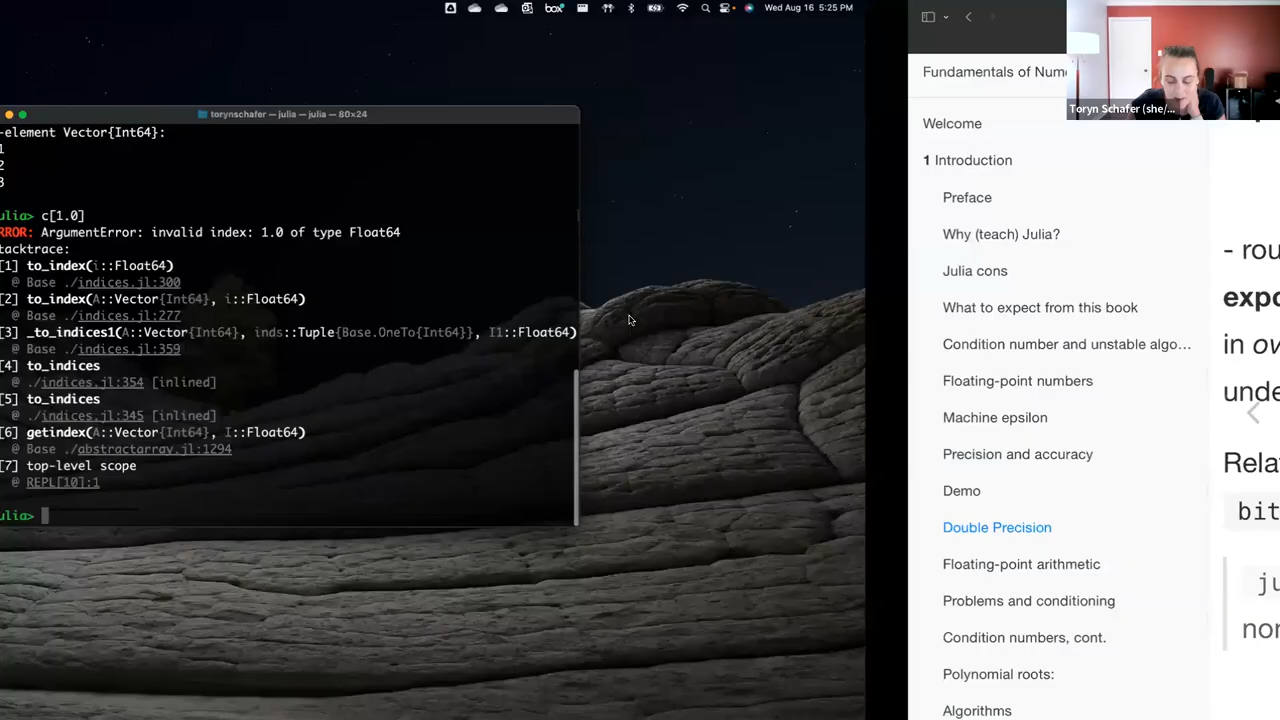 box
Wed Aug 16 5:25 PM
torynschafer — julia — julia — 80×24
-element Vector{Int64}:
1
2
3
ulia> c[1.0]
RROR: ArgumentError: invalid index: 1.0 of type Float64
tacktrace:
[1] to_index(i::Float64)
@ Base ./indices.jl:300
[2] to_index(A::Vector{Int64}, i::Float64)
@ Base ./indices.jl:277
[3] _to_indices1(A::Vector{Int64}, inds::Tuple{Base.OneTo{Int64}}, I1::Float64)
@ Base ./indices.jl:359
[4] to_indices
@ ./indices.jl:354 [inlined]
[5] to_indices
@ ./indices.jl:345 [inlined]
[6] getindex(A::Vector{Int64}, I::Float64)
@ Base ./abstractarray.jl:1294
[7] top-level scope
@ REPL[10]:1
ulia>
Toryn Schafer (she/...
Fundamentals of Nume
Welcome
1 Introduction
Preface
Why (teach) Julia?
Julia cons
What to expect from this book
Condition number and unstable algo...
Floating-point numbers
Machine epsilon
Precision and accuracy
Demo
Double Precision
Floating-point arithmetic
Problems and conditioning
Condition numbers, cont.
Polynomial roots:
Algorithms
- rou
expo
in ov
unde
Rela
bit
ju
nor